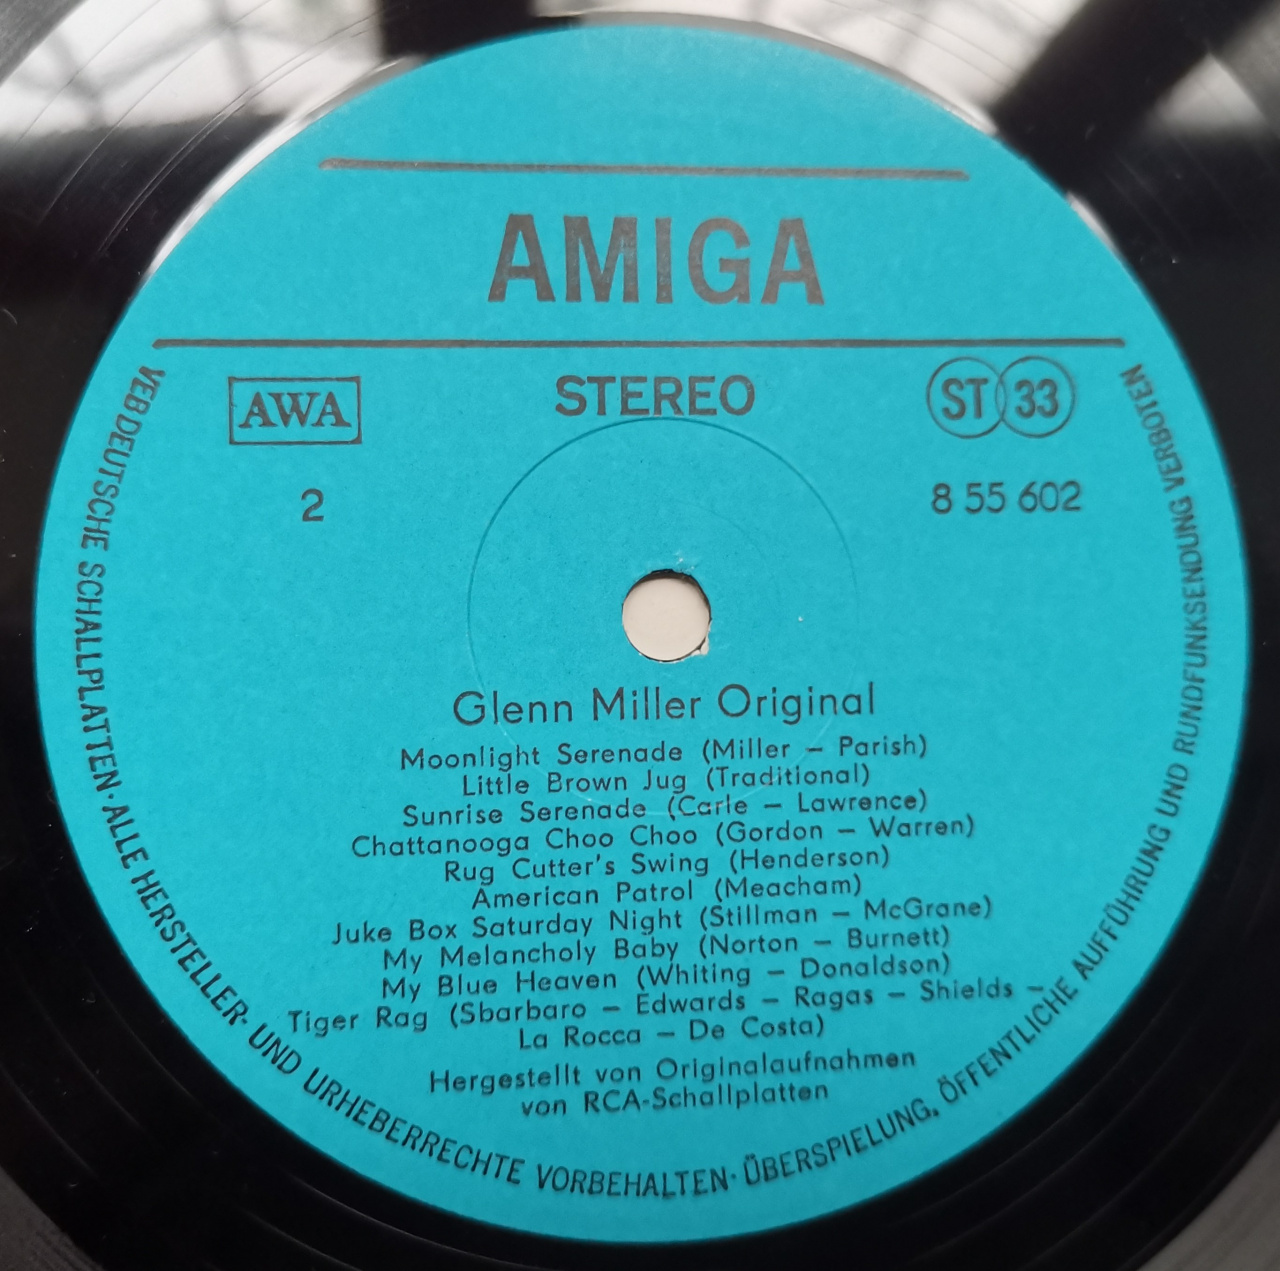 AMIGA
AWA
STEREO
ST 33
2
8 55 602
Glenn Miller Original
Moonlight Serenade (Miller – Parish)
Little Brown Jug (Traditional)
Sunrise Serenade (Carle – Lawrence)
Chattanooga Choo Choo (Gordon – Warren)
Rug Cutter's Swing (Henderson)
American Patrol (Meacham)
Juke Box Saturday Night (Stillman – McGrane)
My Melancholy Baby (Norton – Burnett)
My Blue Heaven (Whiting – Donaldson)
Tiger Rag (Sbarbaro – Edwards – Ragas – Shields –
La Rocca – De Costa)
Hergestellt von Originalaufnahmen
von RCA-Schallplatten
VEB DEUTSCHE SCHALLPLATTEN · ALLE HERSTELLER- UND URHEBERRECHTE VORBEHALTEN · ÜBERSPIELUNG, ÖFFENTLICHE AUFFÜHRUNG UND RUNDFUNKSENDUNG VERBOTEN